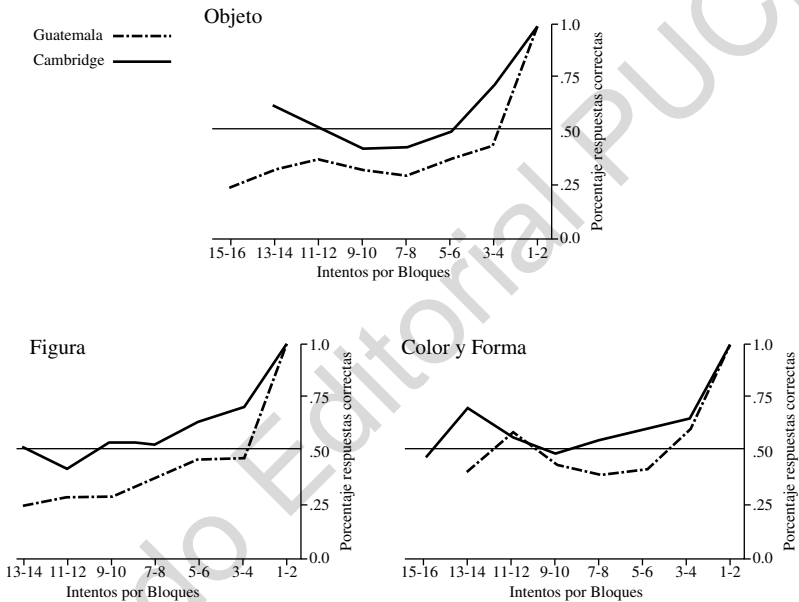 Objeto
Guatemala
Cambridge
1.0
.75
.50
.25
0.0
Porcentaje respuestas correctas
15-16 13-14 11-12 9-10 7-8 5-6 3-4 1-2
Intentos por Bloques
Figura
1.0
.75
.50
.25
0.0
Porcentaje respuestas correctas
13-14 11-12 9-10 7-8 5-6 3-4 1-2
Intentos por Bloques
Color y Forma
1.0
.75
.50
.25
0.0
Porcentaje respuestas correctas
15-16 13-14 11-12 9-10 7-8 5-6 3-4 1-2
Intentos por Bloques
do Editorial PUC